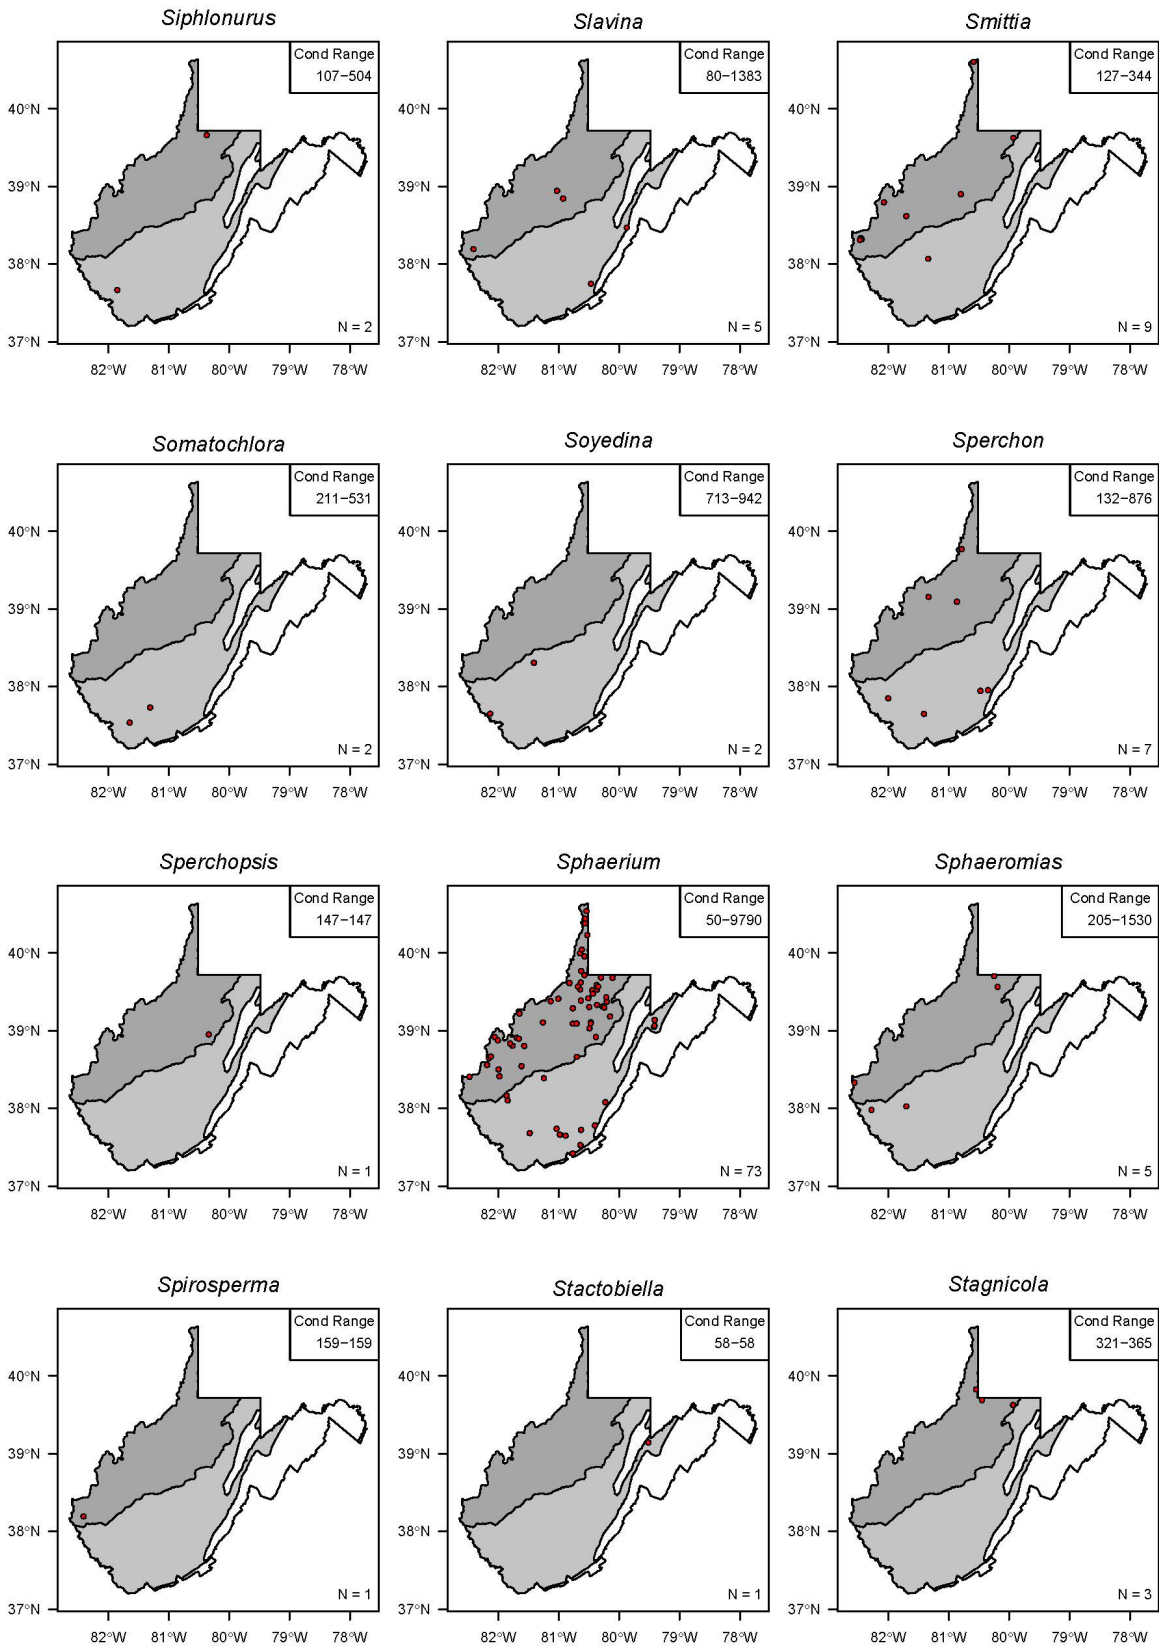 Siphlonurus
Cond Range
107−504
40°N
39°N
38°N
37°N
N = 2
82°W 81°W 80°W 79°W 78°W
Slavina
Cond Range
80−1383
N = 5
82°W 81°W 80°W 79°W 78°W
Smittia
Cond Range
127−344
40°N
39°N
38°N
37°N
N = 9
82°W 81°W 80°W 79°W 78°W
Somatochlora
Cond Range
211−531
40°N
39°N
38°N
37°N
N = 2
82°W 81°W 80°W 79°W 78°W
Soyedina
Cond Range
713−942
40°N
39°N
38°N
37°N
N = 2
82°W 81°W 80°W 79°W 78°W
Sperchon
Cond Range
132−876
40°N
39°N
38°N
37°N
N = 7
82°W 81°W 80°W 79°W 78°W
Sperchopsis
Cond Range
147−147
40°N
39°N
38°N
37°N
N = 1
82°W 81°W 80°W 79°W 78°W
Sphaerium
Cond Range
50−9790
40°N
39°N
38°N
37°N
N = 73
82°W 81°W 80°W 79°W 78°W
Sphaeromias
Cond Range
205−1530
40°N
39°N
38°N
37°N
N = 5
82°W 81°W 80°W 79°W 78°W
Spirosperma
Cond Range
159−159
40°N
39°N
38°N
37°N
N = 1
82°W 81°W 80°W 79°W 78°W
Stactobiella
Cond Range
58−58
40°N
39°N
38°N
37°N
N = 1
82°W 81°W 80°W 79°W 78°W
Stagnicola
Cond Range
321−365
40°N
39°N
38°N
37°N
N = 3
82°W 81°W 80°W 79°W 78°W